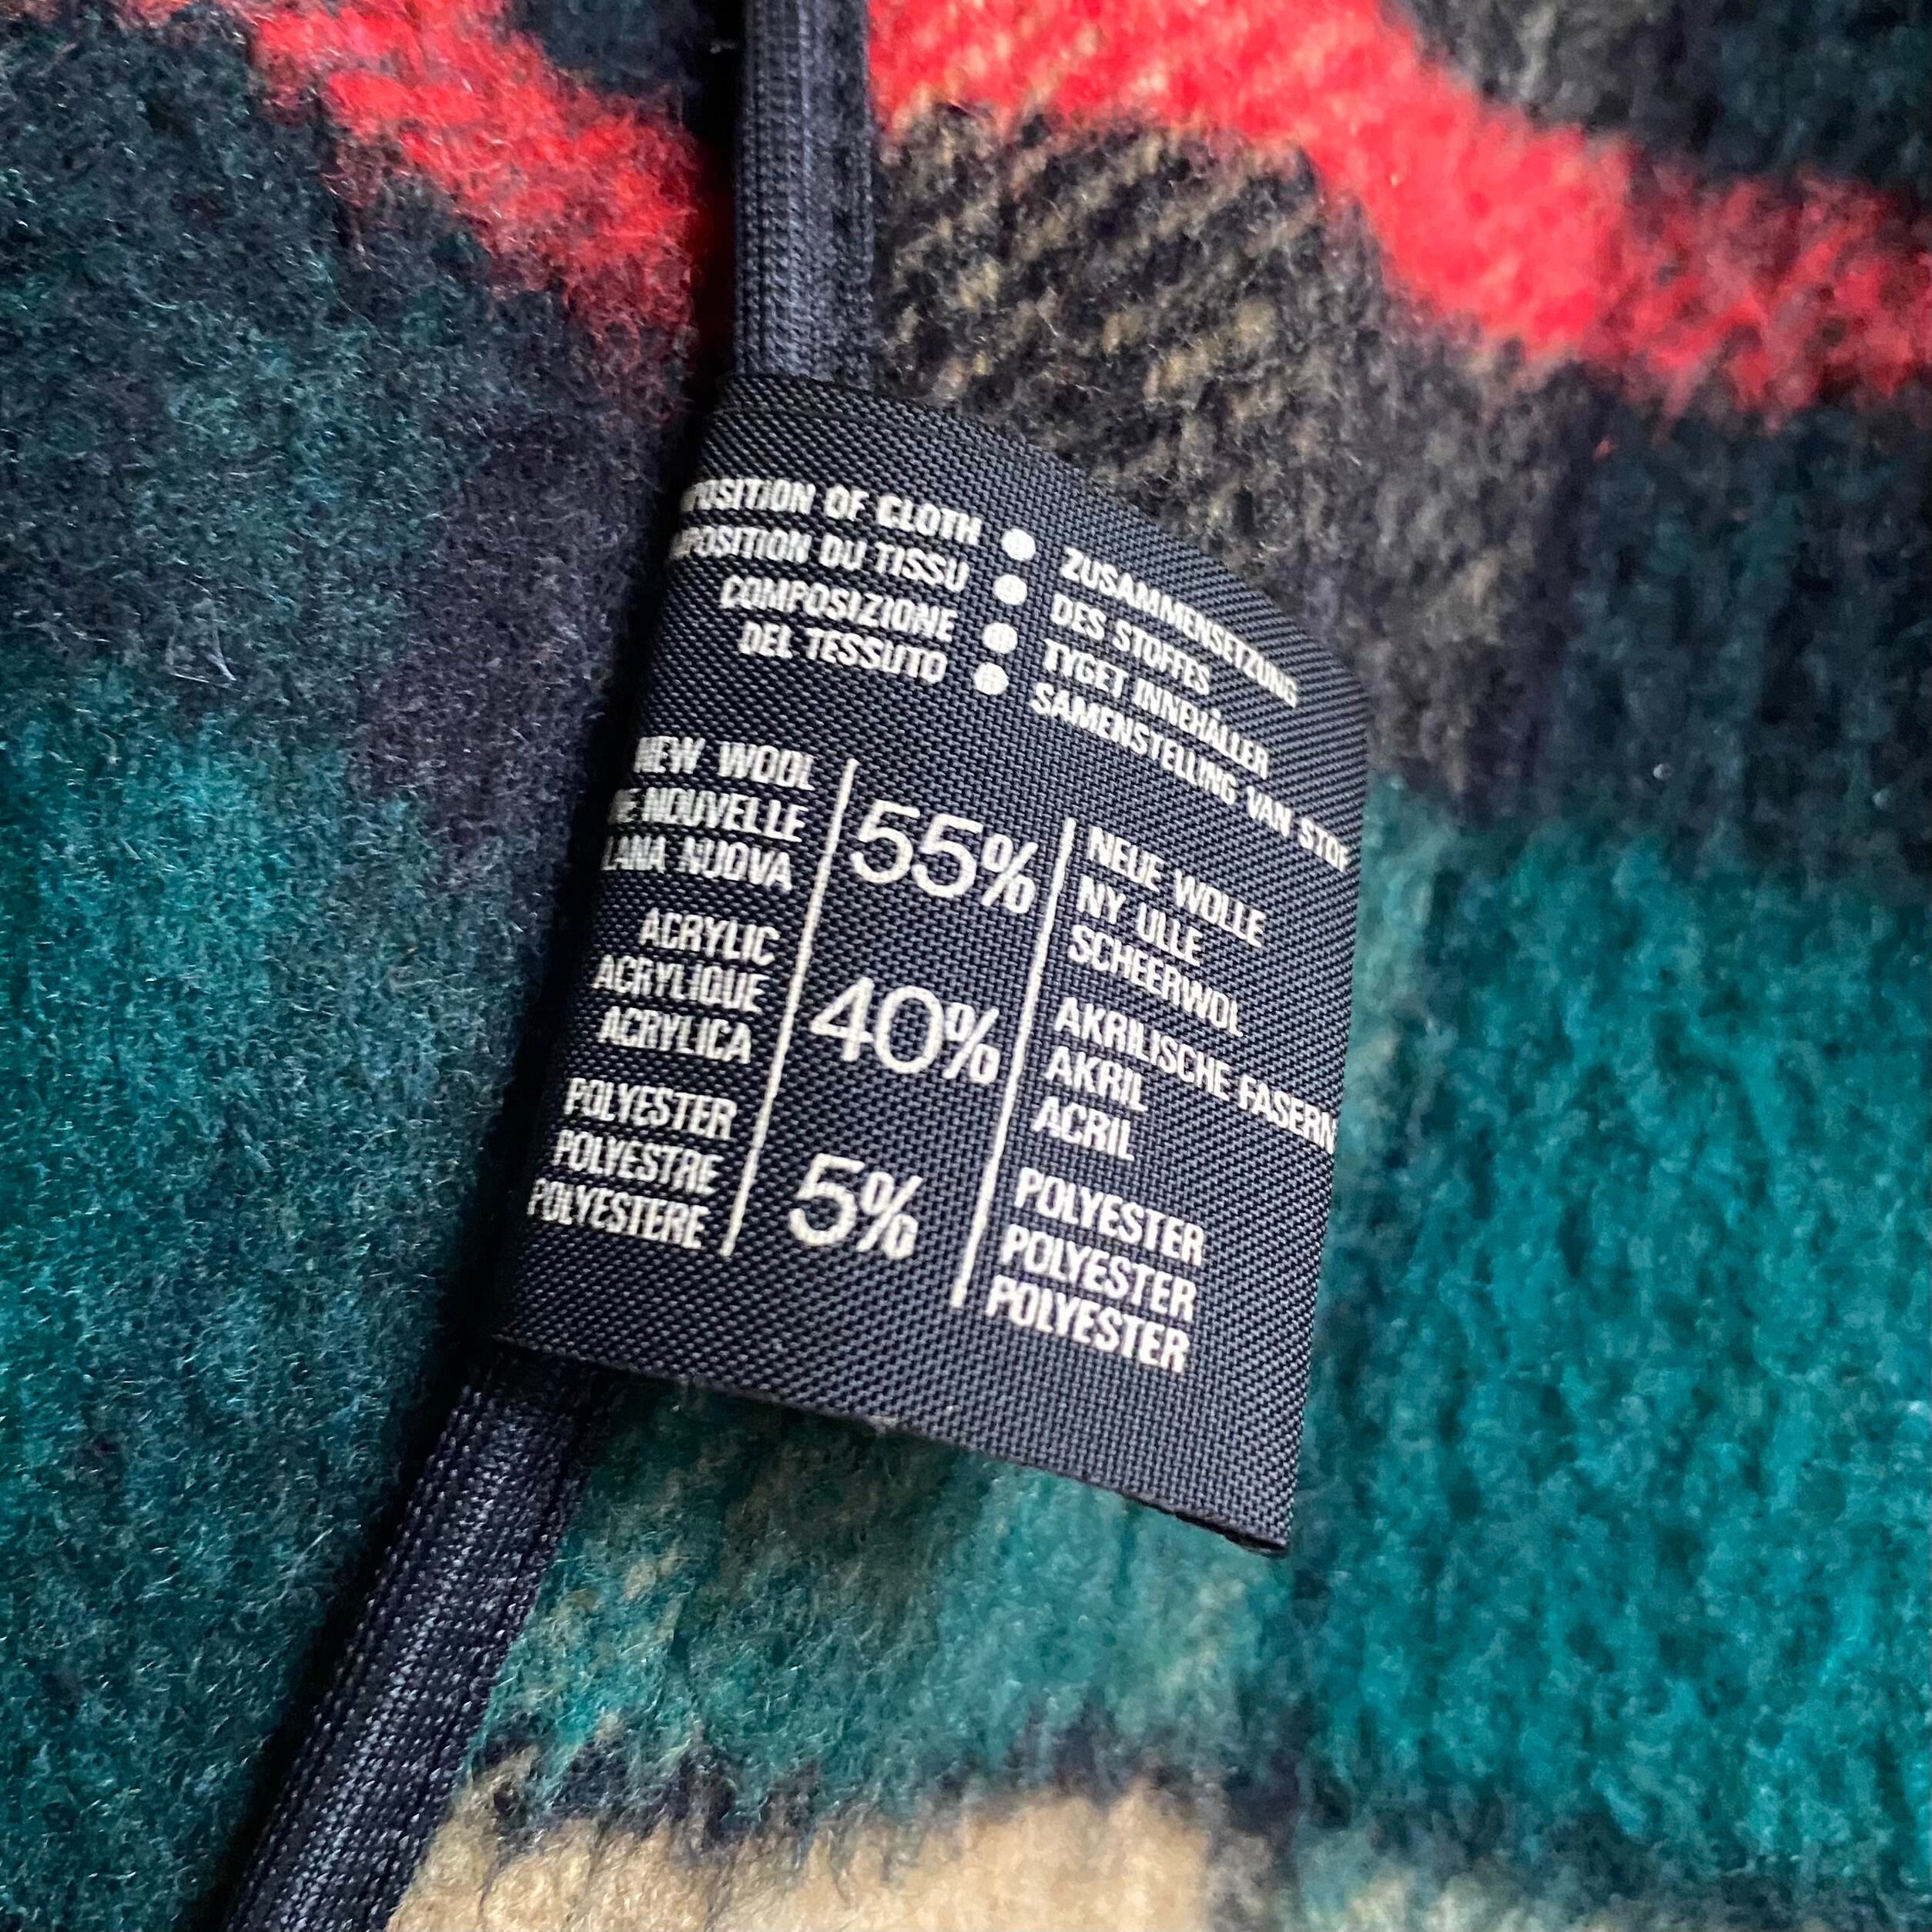 POSITION OF CLOTH
POSITION DU TISSU
COMPOSIZIONE
DEL TESSUTO
ZUSAMMENSETZUNG
DES STOFFES
TYGET INNEHÅLLER
SAMENSTELLING VAN STOF
NEW WOOL
NOUVELLE
LANA NUOVA
55%
NEUE WOLLE
NY ULLE
SCHEERWOL
ACRYLIC
ACRYLIQUE
ACRYLICA
40%
AKRILISCHE FASERN
AKRIL
ACRIL
POLYESTER
POLYESTRE
POLYESTERE
5%
POLYESTER
POLYESTER
POLYESTER